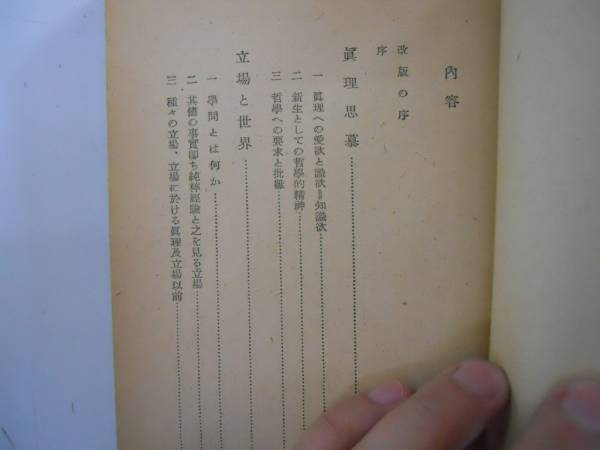 內容
改版の序
序
眞理思慕
一 眞理への愛欲と識欲＝知識欲
二 新生としての哲學的精神
三 哲學への要求と批難
立場と世界
一 學問とは何か
二 其儘の事實卽ち純粹經驗と之を見る立場
三 種々の立場、立場に於ける眞理及立場以前